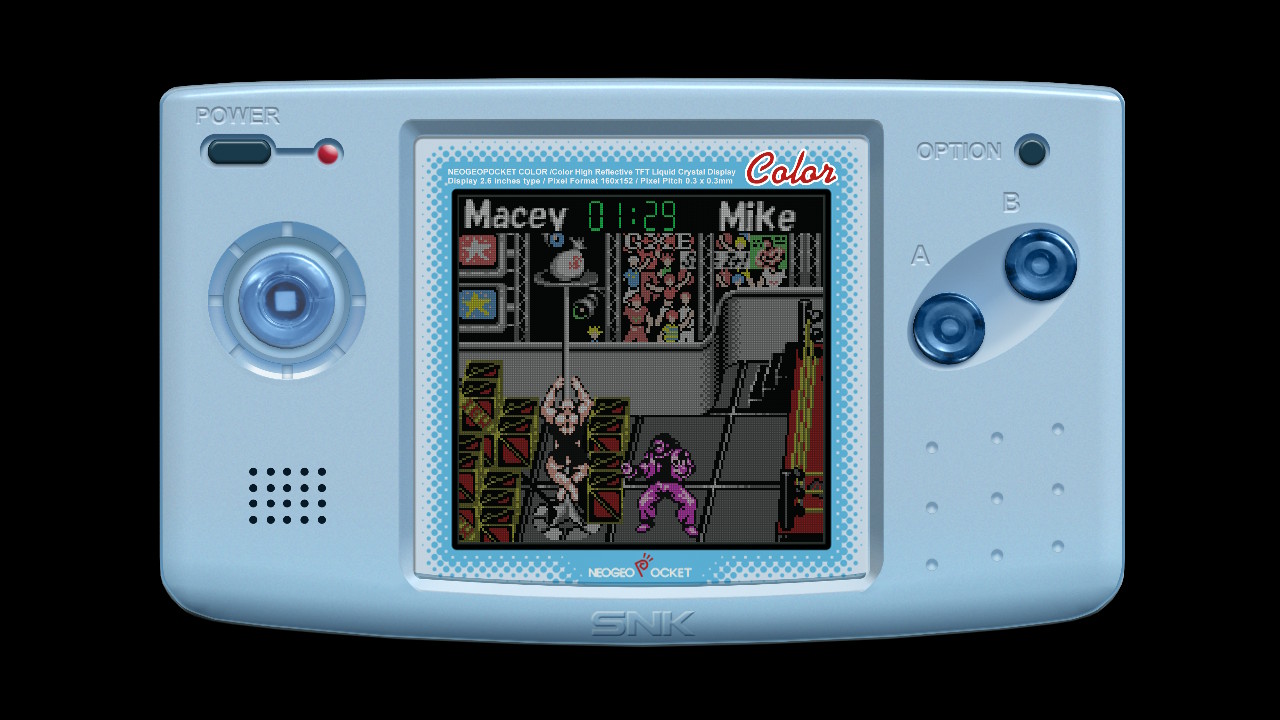 POWER
OPTION
NEOGEOPOCKET COLOR /Color High Reflective TFT Liquid Crystal Display
Display 2.6 inches type / Pixel Format 160x152 / Pixel Pitch 0.3 x 0.3mm
Color
B
A
Macey 01:29 Mike
NEOGEO POCKET
SNK